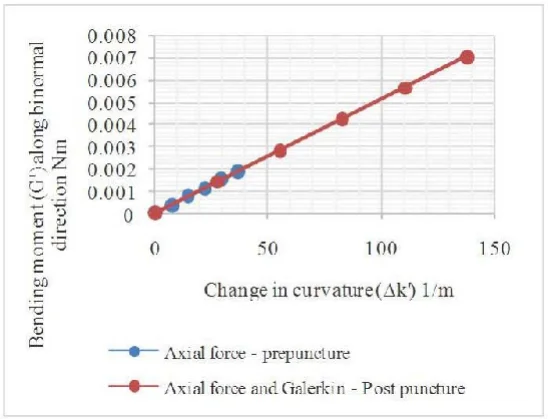 Bending moment (G') along binormal
direction Nm
0.008
0.007
0.006
0.005
0.004
0.003
0.002
0.001
0
0 50 100 150
Change in curvature (Δk') 1/m
Axial force - prepuncture
Axial force and Galerkin - Post puncture